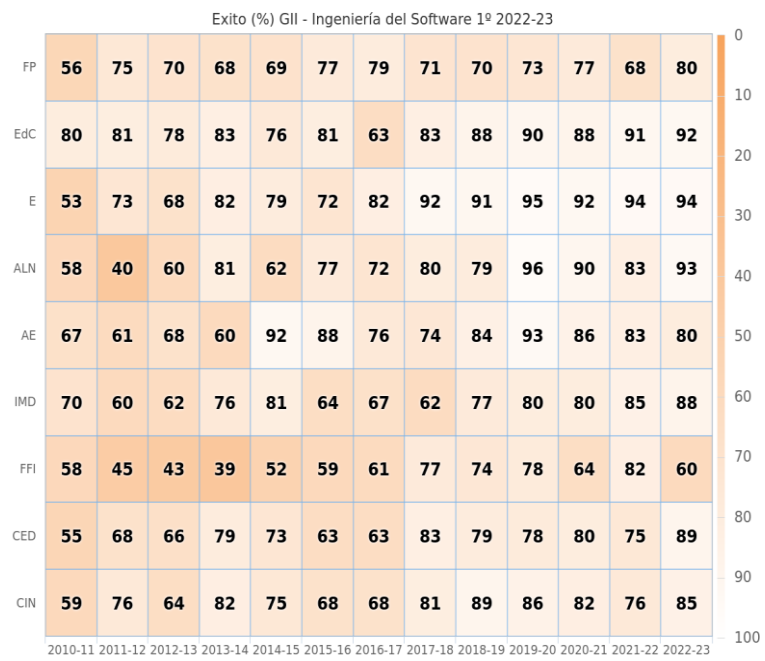 Exito (%) GII - Ingeniería del Software 1º 2022-23
FP 56 75 70 68 69 77 79 71 70 73 77 68 80
EdC 80 81 78 83 76 81 63 83 88 90 88 91 92
E 53 73 68 82 79 72 82 92 91 95 92 94 94
ALN 58 40 60 81 62 77 72 80 79 96 90 83 93
AE 67 61 68 60 92 88 76 74 84 93 86 83 80
IMD 70 60 62 76 81 64 67 62 77 80 80 85 88
FFI 58 45 43 39 52 59 61 77 74 78 64 82 60
CED 55 68 66 79 73 63 63 83 79 78 80 75 89
CIN 59 76 64 82 75 68 68 81 89 86 82 76 85
2010-11 2011-12 2012-13 2013-14 2014-15 2015-16 2016-17 2017-18 2018-19 2019-20 2020-21 2021-22 2022-23
0
10
20
30
40
50
60
70
80
90
100